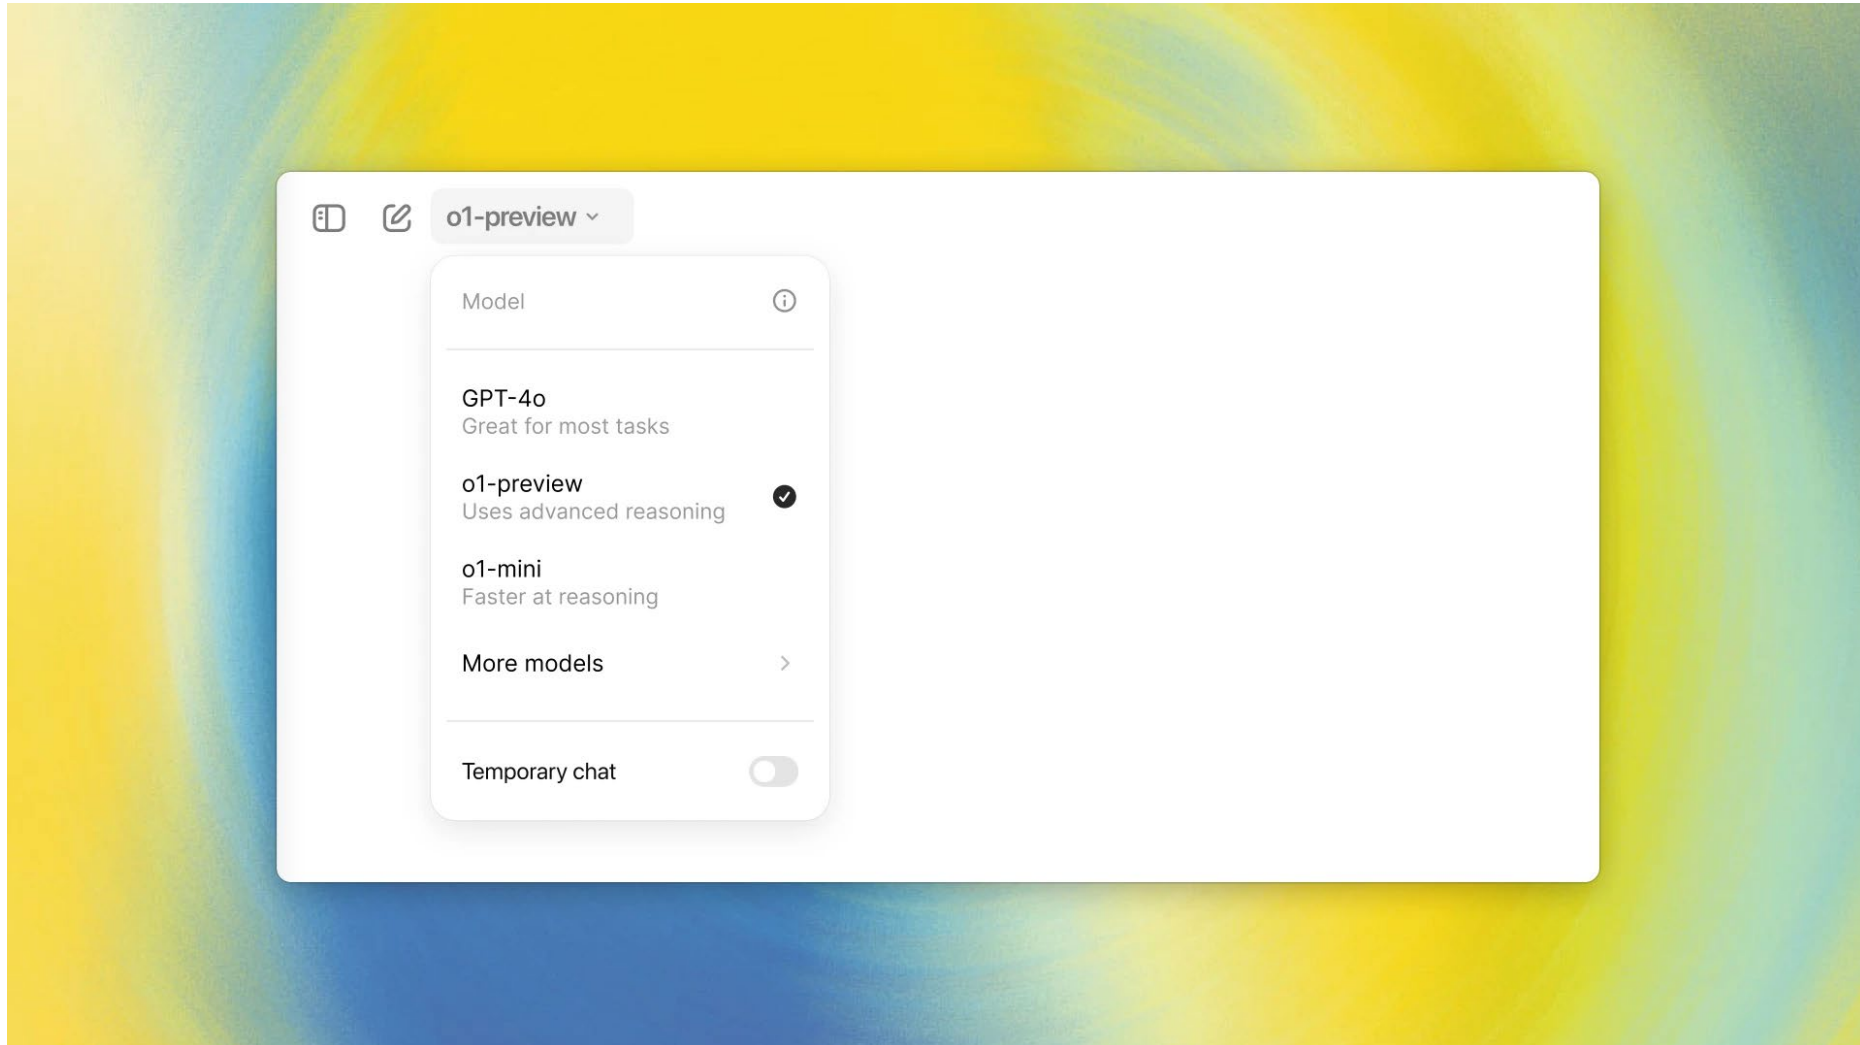 o1-preview
Model
GPT-4o
Great for most tasks
o1-preview
Uses advanced reasoning
o1-mini
Faster at reasoning
More models
Temporary chat